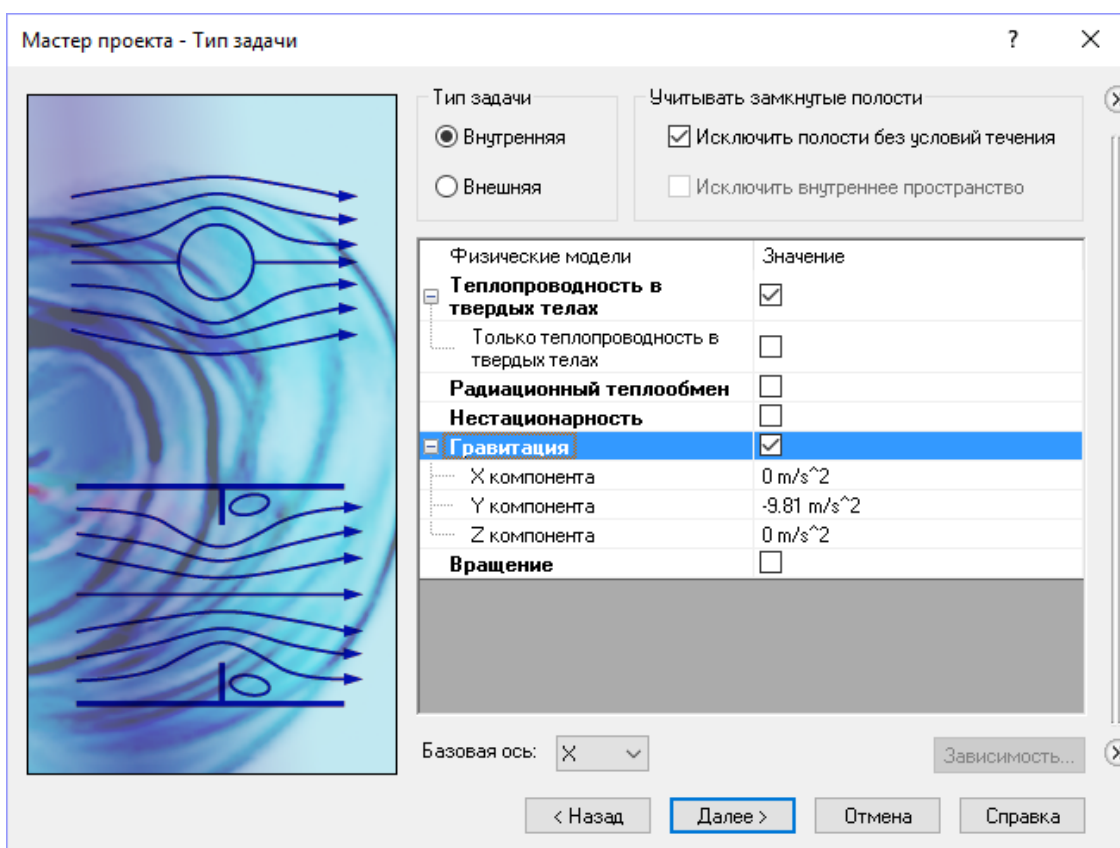 Мастер проекта - Тип задачи
?
Тип задачи
Внутренняя
Внешняя
Учитывать замкнутые полости
Исключить полости без условий течения
Исключить внутреннее пространство
Физические модели Значение
Теплопроводность в
твердых телах
Только теплопроводность в
твердых телах
Радиационный теплообмен
Нестационарность
Гравитация
X компонента 0 m/s^2
Y компонента -9.81 m/s^2
Z компонента 0 m/s^2
Вращение
Базовая ось: X
Зависимость...
< Назад Далее > Отмена Справка